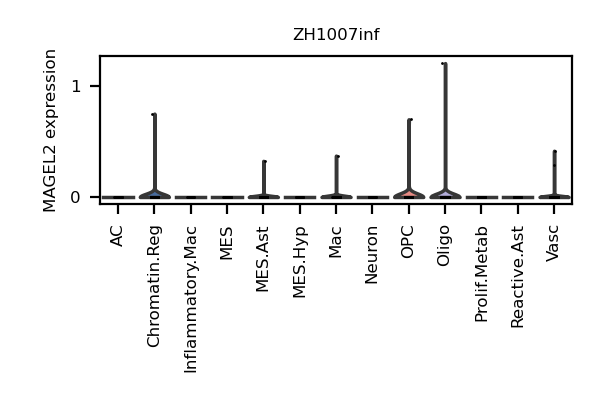 ZH1007inf
MAGEL2 expression
1
0
AC
Chromatin.Reg
Inflammatory.Mac
MES
MES.Ast
MES.Hyp
Mac
Neuron
OPC
Oligo
Prolif.Metab
Reactive.Ast
Vasc